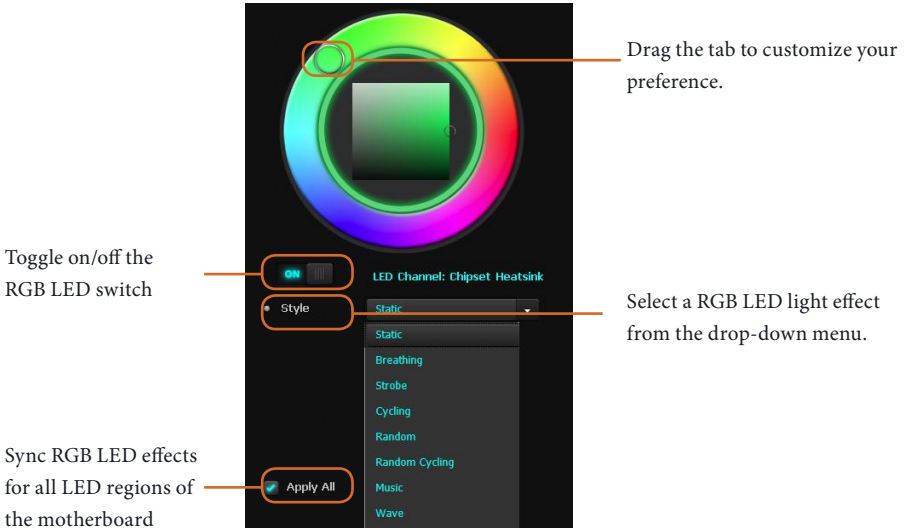 Drag the tab to customize your
preference.
Toggle on/off the
RGB LED switch
ON
LED Channel: Chipset Heatsink
Style
Static
Select a RGB LED light effect
from the drop-down menu.
Static
Breathing
Strobe
Cycling
Random
Random Cycling
Music
Wave
Sync RGB LED effects
for all LED regions of
the motherboard
Apply All